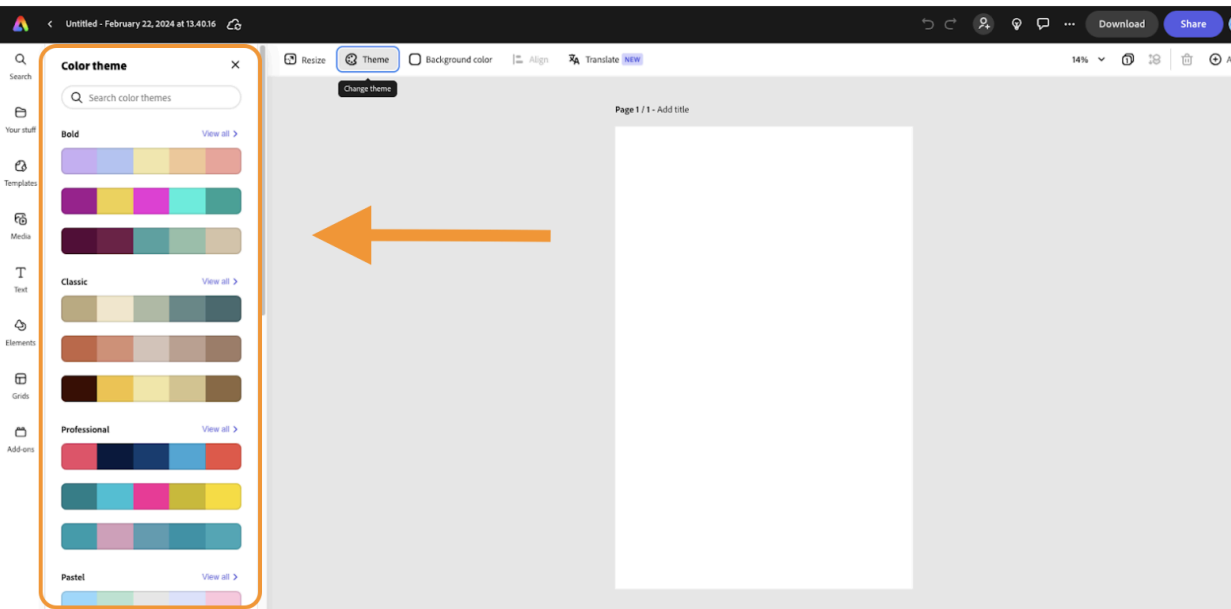 Untitled - February 22, 2024 at 13.40.16
Download
Share
Search
Your stuff
Templates
Media
Text
Elements
Grids
Add-ons
Color theme
Search color themes
Bold View all
Classic View all
Professional View all
Pastel View all
Resize Theme Background color Align Translate NEW 14%
Change theme
Page 1 / 1 - Add title